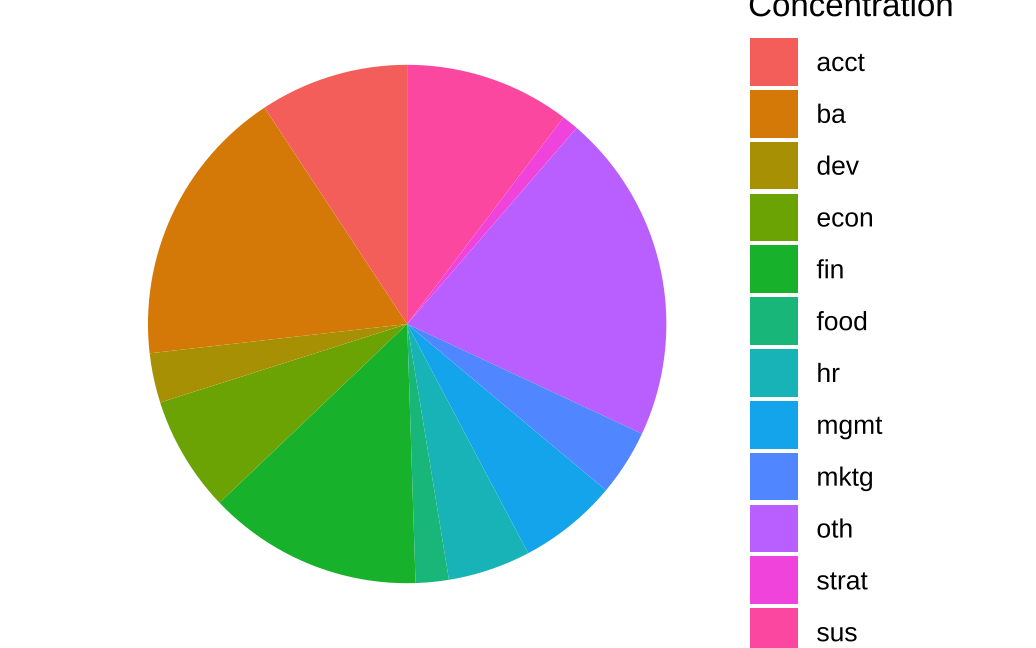 Concentration
acct
ba
dev
econ
fin
food
hr
mgmt
mktg
oth
strat
sus